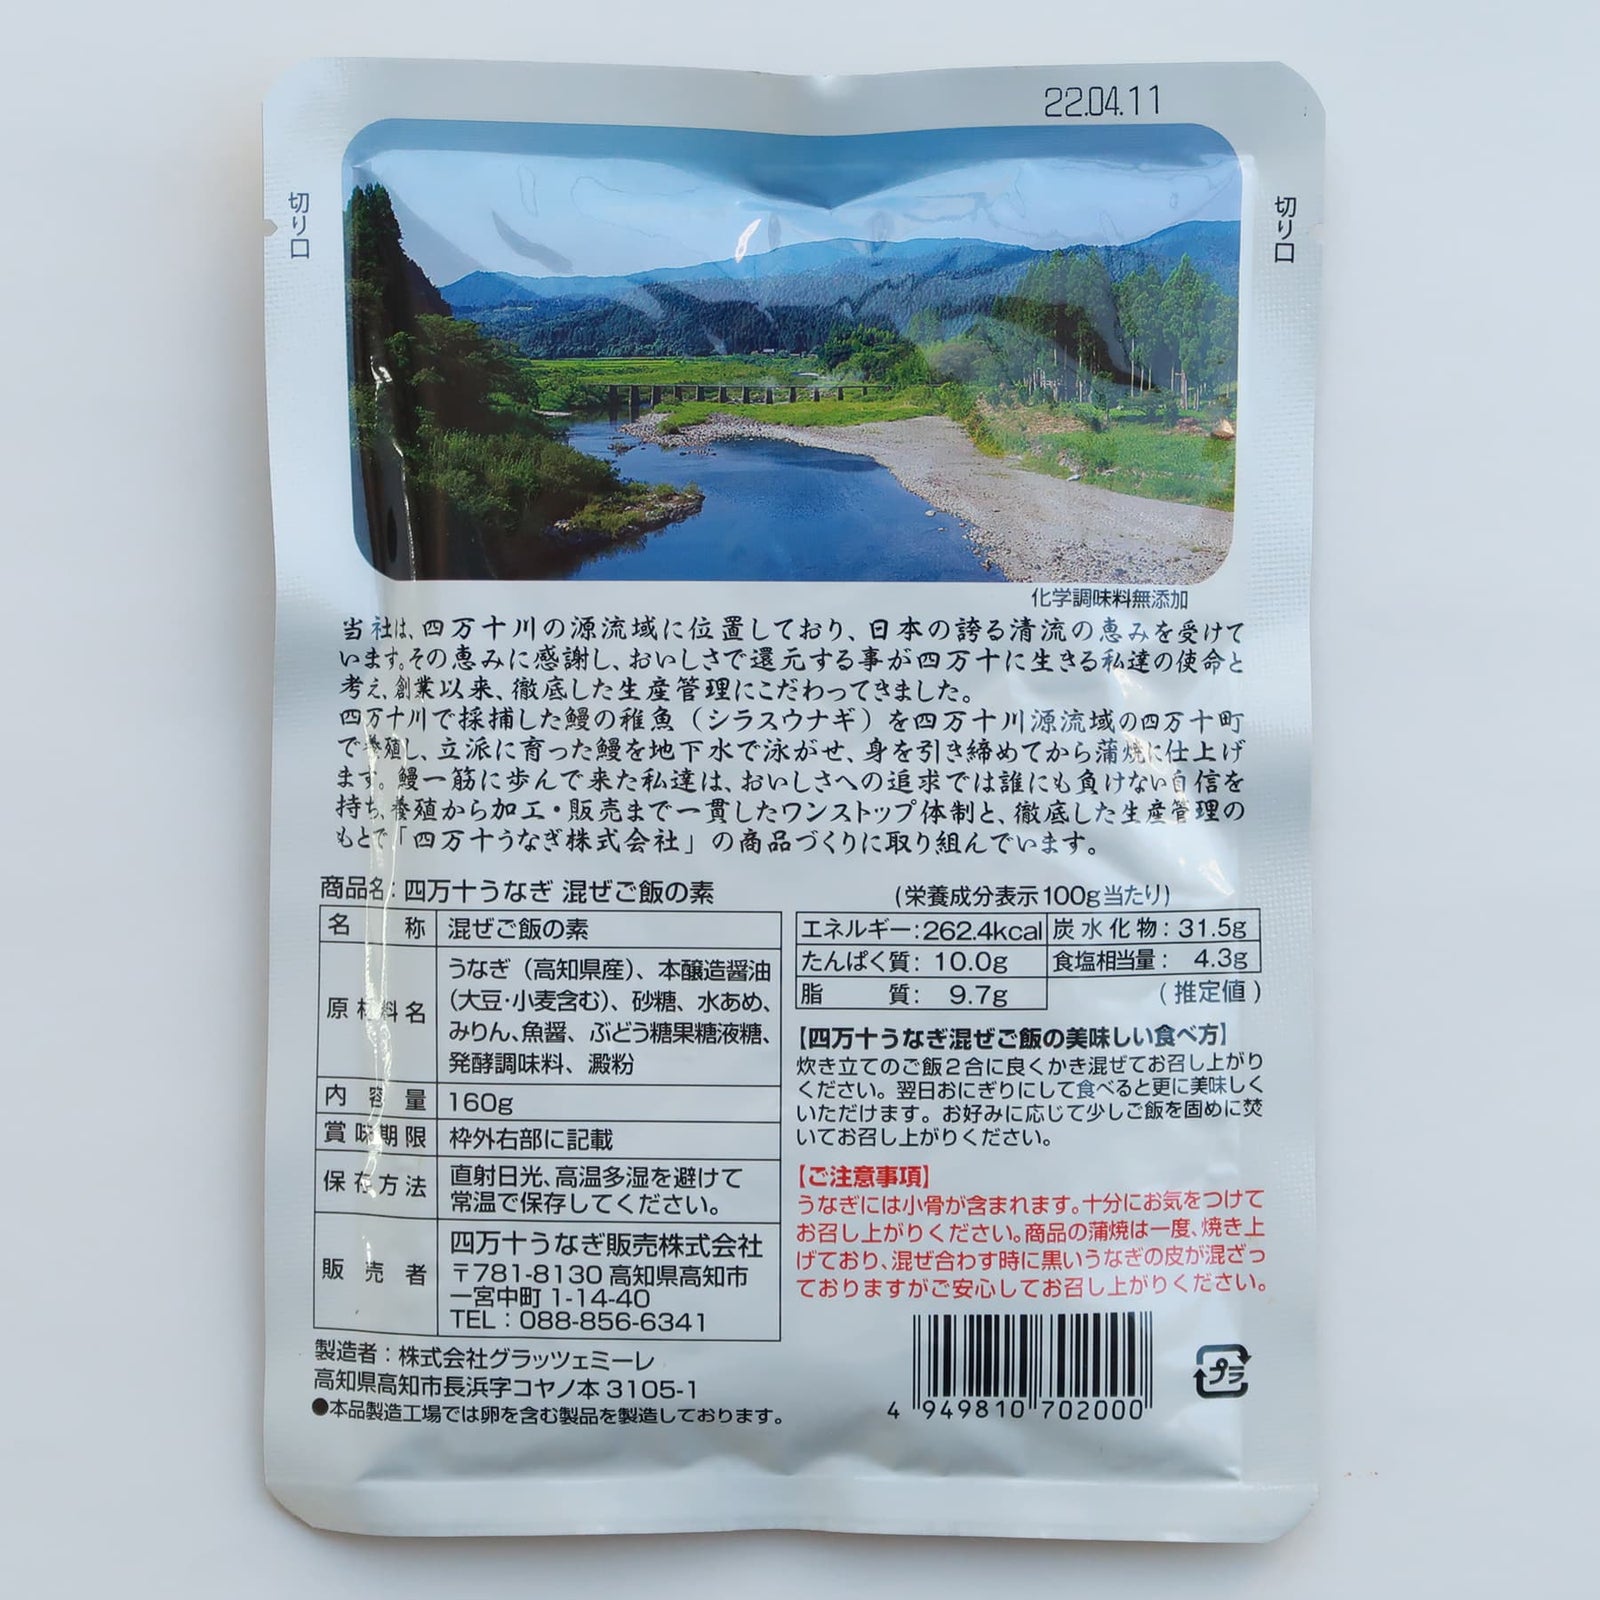 22.04.11
切り口
切り口
化学調味料無添加
当社は、四万十川の源流域に位置しており、日本の誇る清流の恵みを受けて
います。その恵みに感謝し、おいしさで還元する事が四万十に生きる私達の使命と
考え、創業以来、徹底した生産管理にこだわってきました。
四万十川で採捕した鰻の稚魚（シラスウナギ）を四万十川源流域の四万十町
で養殖し、立派に育った鰻を地下水で泳がせ、身を引き締めてから蒲焼に仕上げ
ます。鰻一筋に歩んで来た私達は、おいしさへの追求では誰にも負けない自信を
持ち、養殖から加工・販売まで一貫したワンストップ体制と、徹底した生産管理の
もとで「四万十うなぎ株式会社」の商品づくりに取り組んでいます。
商品名：四万十うなぎ 混ぜご飯の素
名称 混ぜご飯の素
原材料名 うなぎ（高知県産）、本醸造醤油
（大豆・小麦含む）、砂糖、水あめ、
みりん、魚醤、ぶどう糖果糖液糖、
発酵調味料、澱粉
内容量 160g
賞味期限 枠外右部に記載
保存方法 直射日光、高温多湿を避けて
常温で保存してください。
販売者 四万十うなぎ販売株式会社
〒781-8130 高知県高知市
一宮中町 1-14-40
TEL：088-856-6341
製造者：株式会社グラッツェミーレ
高知県高知市長浜字コヤノ本 3105-1
●本品製造工場では卵を含む製品を製造しております。
(栄養成分表示100g当たり)
エネルギー：262.4kcal 炭水化物：31.5g
たんぱく質：10.0g 食塩相当量：4.3g
脂質：9.7g (推定値)
【四万十うなぎ混ぜご飯の美味しい食べ方】
炊き立てのご飯２合に良くかき混ぜてお召し上がり
ください。翌日おにぎりにして食べると更に美味しく
いただけます。お好みに応じて少しご飯を固めに焚
いてお召し上がりください。
【ご注意事項】
うなぎには小骨が含まれます。十分にお気をつけて
お召し上がりください。商品の蒲焼は一度、焼き上
げており、混ぜ合わす時に黒いうなぎの皮が混ざっ
ておりますがご安心してお召し上がりください。
4 949810 702000
プラ